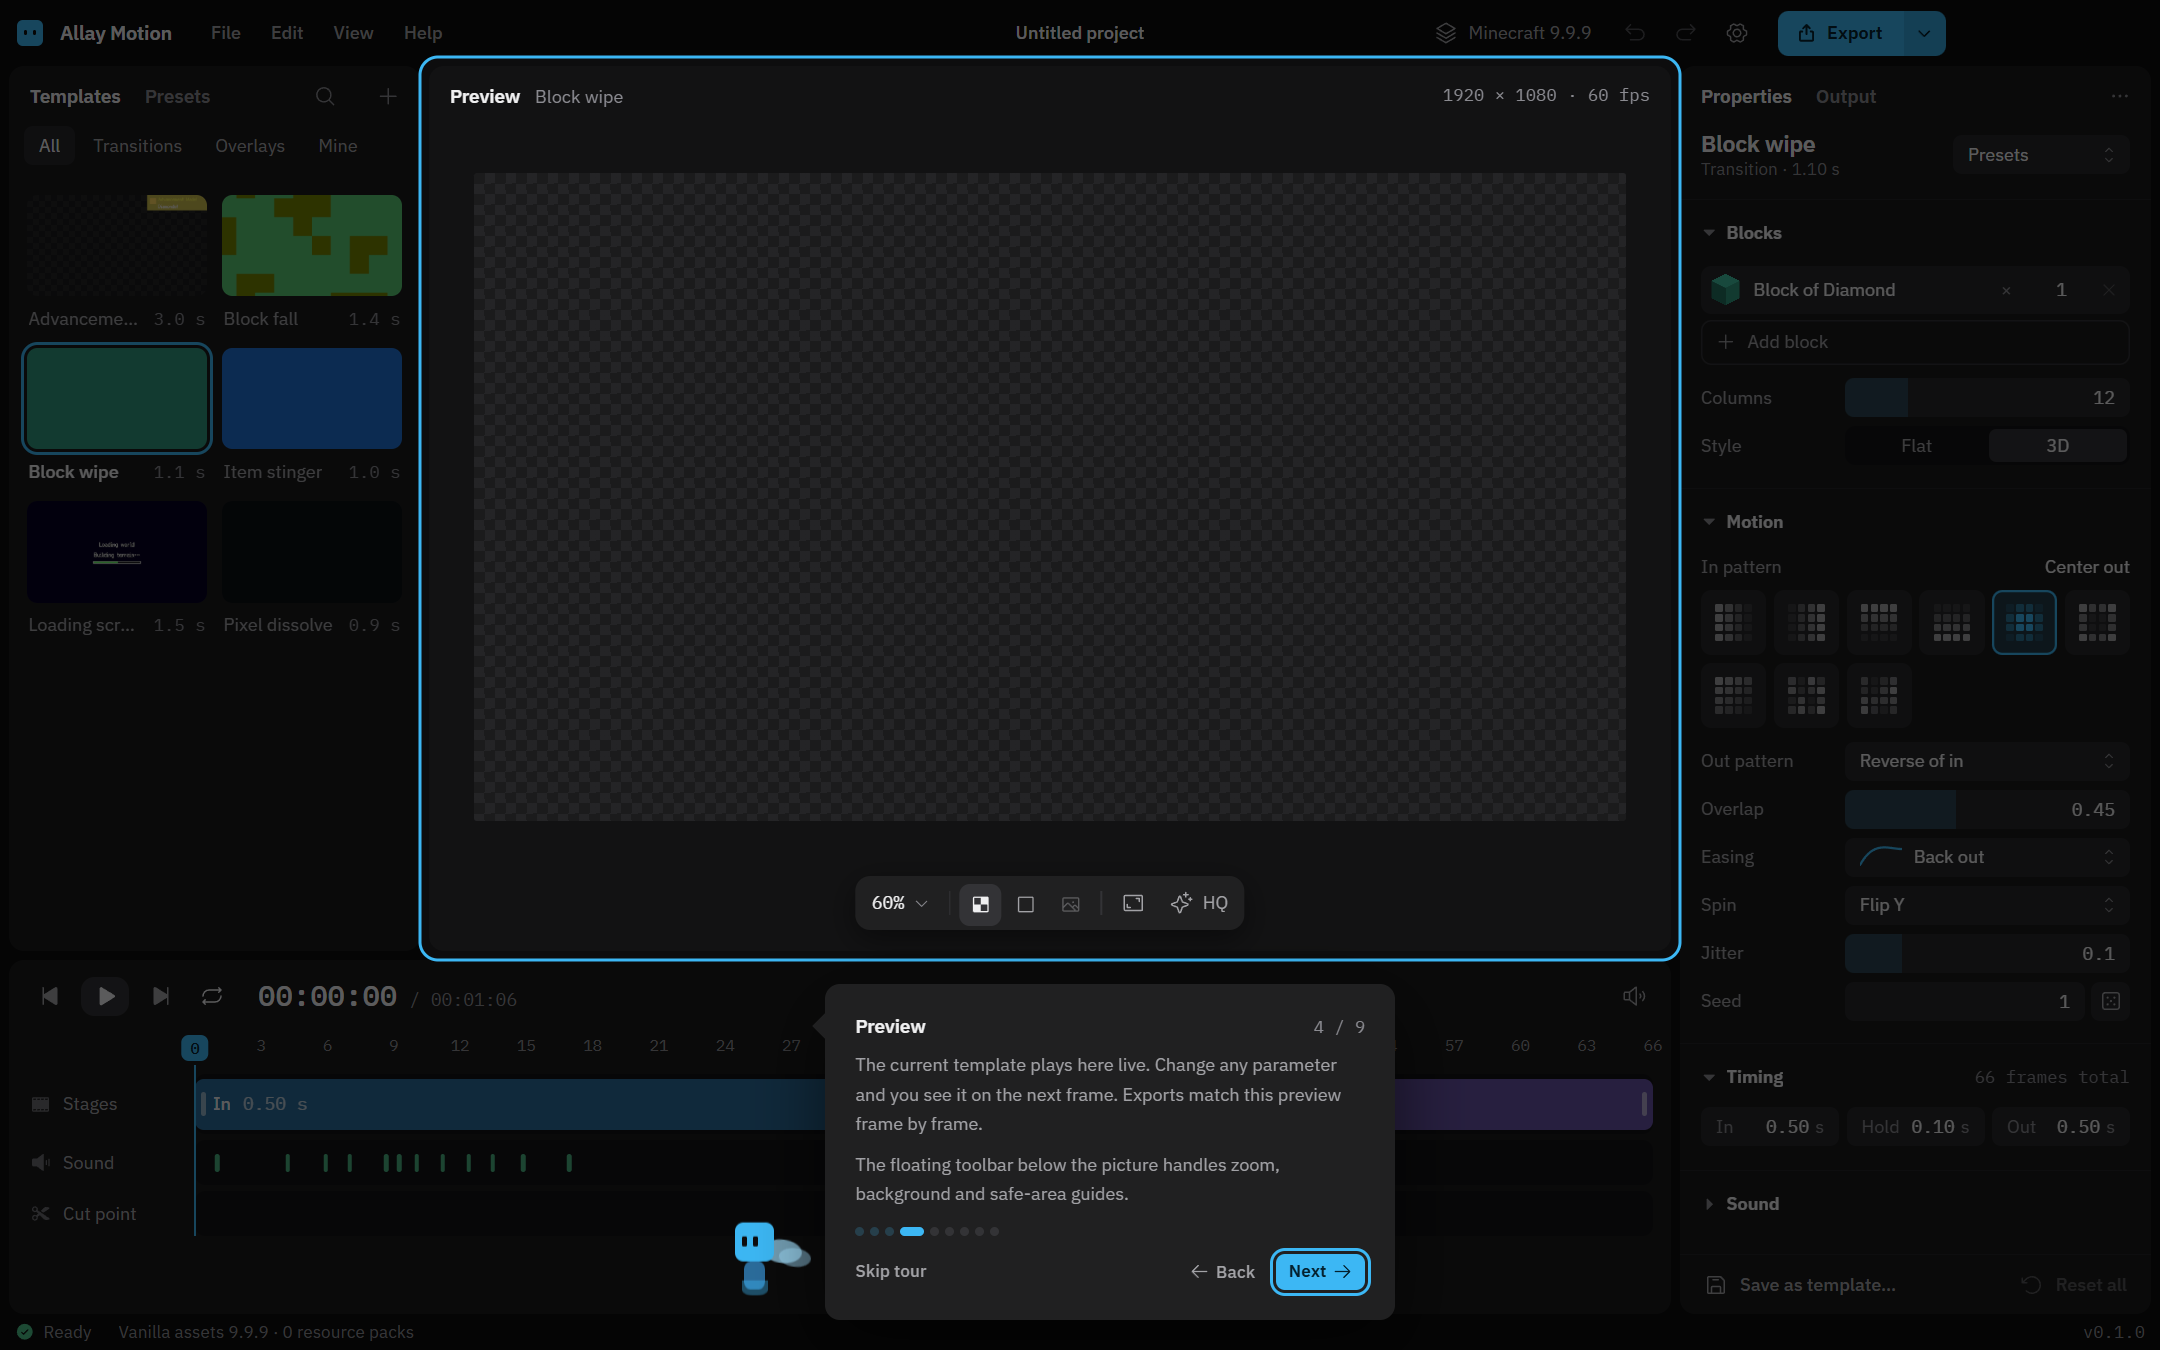 Allay Motion File Edit View Help
Untitled project
Minecraft 9.9.9 Export
Templates Presets
All Transitions Overlays Mine
Advanceme... 3.0 s
Block fall 1.4 s
Block wipe 1.1 s
Item stinger 1.0 s
Loading world
Loading scr... 1.5 s
Pixel dissolve 0.9 s
Preview Block wipe
1920 × 1080 · 60 fps
60% HQ
Properties Output
Block wipe
Transition · 1.10 s
Presets
Blocks
Block of Diamond × 1
Add block
Columns 12
Style Flat 3D
Motion
In pattern Center out
Out pattern Reverse of in
Overlap 0.45
Easing Back out
Spin Flip Y
Jitter 0.1
Seed 1
Timing 66 frames total
In 0.50 s Hold 0.10 s Out 0.50 s
Sound
Save as template... Reset all
00:00:00 / 00:01:06
0 3 6 9 12 15 18 21 24 27 57 60 63 66
Stages In 0.50 s
Sound
Cut point
Preview 4 / 9
The current template plays here live. Change any parameter
and you see it on the next frame. Exports match this preview
frame by frame.
The floating toolbar below the picture handles zoom,
background and safe-area guides.
Skip tour Back Next
Ready Vanilla assets 9.9.9 · 0 resource packs
v0.1.0